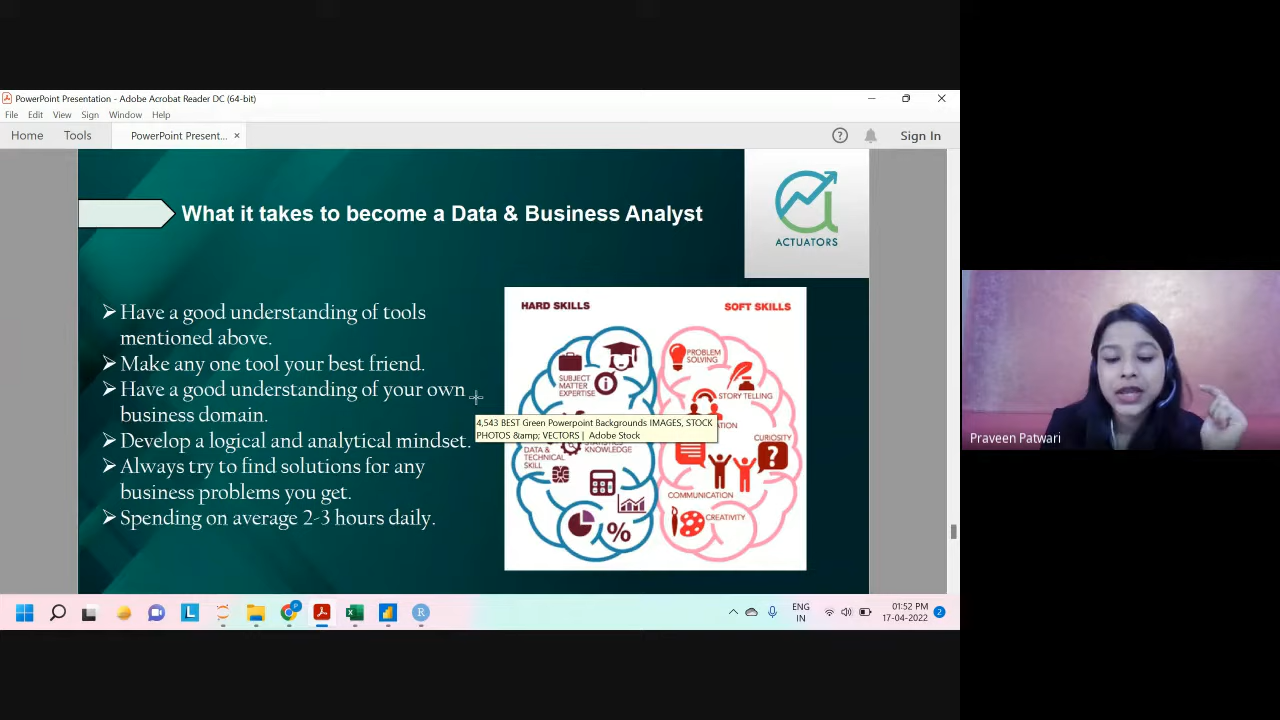 PowerPoint Presentation - Adobe Acrobat Reader DC (64-bit)
File Edit View Sign Window Help
Home Tools PowerPoint Present... × Sign In
What it takes to become a Data & Business Analyst
ACTUATORS
➢ Have a good understanding of tools
mentioned above.
➢ Make any one tool your best friend.
➢ Have a good understanding of your own
business domain.
➢ Develop a logical and analytical mindset.
➢ Always try to find solutions for any
business problems you get.
➢ Spending on average 2-3 hours daily.
HARD SKILLS
SOFT SKILLS
SUBJECT
MATTER
EXPERTISE
PROBLEM
SOLVING
STORY TELLING
4,543 BEST Green Powerpoint Backgrounds IMAGES, STOCK
PHOTOS &amp; VECTORS | Adobe Stock
KNOWLEDGE
DATA &
TECHNICAL
SKILL
CURIOSITY
COMMUNICATION
CREATIVITY
%
Praveen Patwari
ENG
IN
01:52 PM
17-04-2022
2